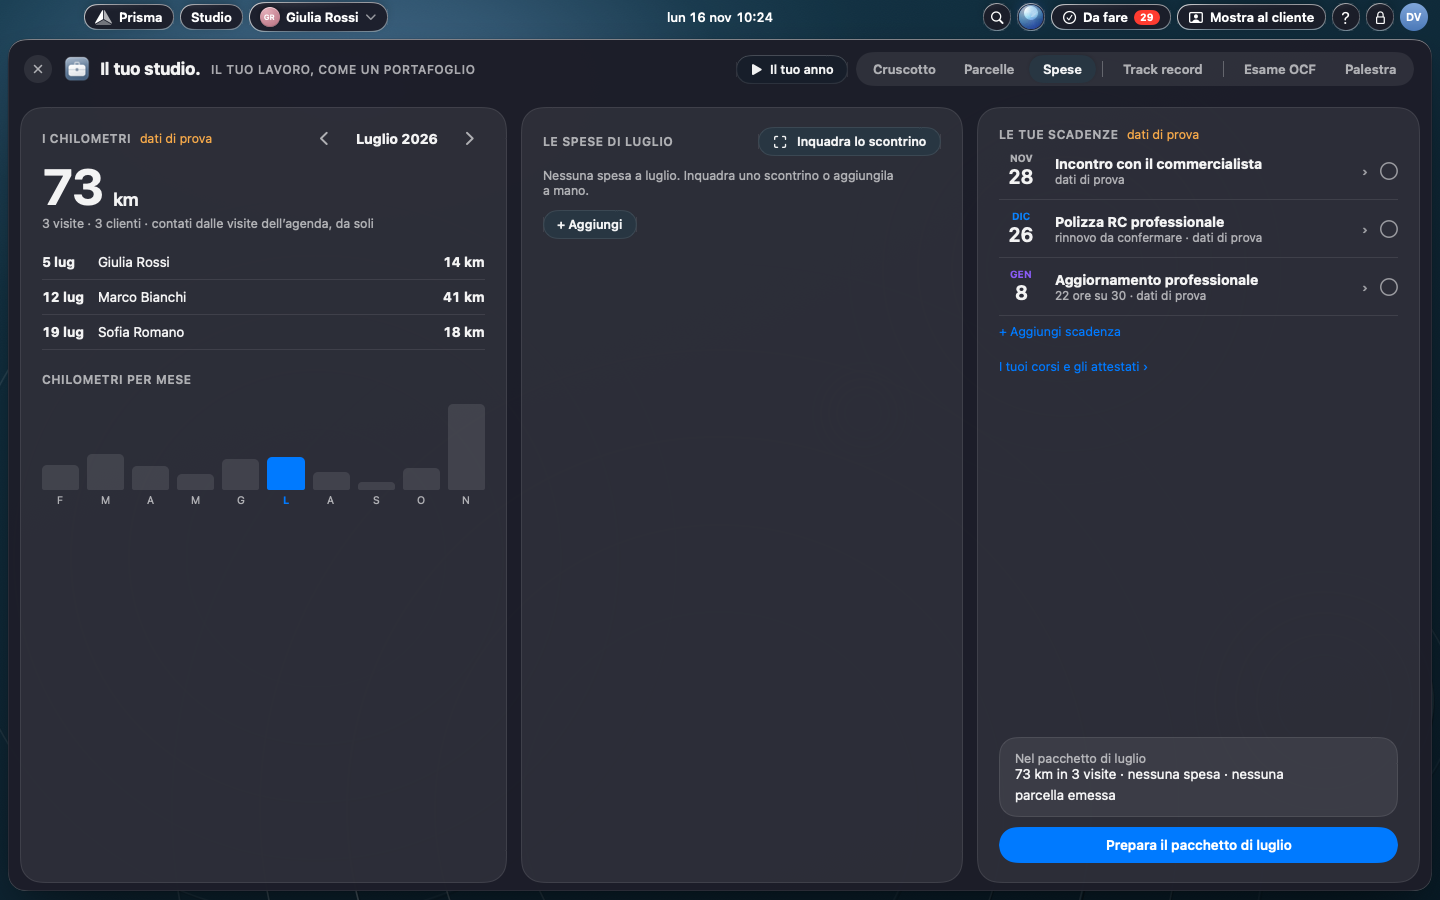 Prisma
Studio
GR Giulia Rossi
lun 16 nov 10:24
Da fare 29
Mostra al cliente
?
DV
Il tuo studio. IL TUO LAVORO, COME UN PORTAFOGLIO
Il tuo anno
Cruscotto
Parcelle
Spese
Track record
Esame OCF
Palestra
I CHILOMETRI dati di prova
Luglio 2026
73 km
3 visite · 3 clienti · contati dalle visite dell'agenda, da soli
5 lug Giulia Rossi 14 km
12 lug Marco Bianchi 41 km
19 lug Sofia Romano 18 km
CHILOMETRI PER MESE
F M A M G L A S O N
LE SPESE DI LUGLIO
Inquadra lo scontrino
Nessuna spesa a luglio. Inquadra uno scontrino o aggiungila
a mano.
+ Aggiungi
LE TUE SCADENZE dati di prova
NOV
28
Incontro con il commercialista
dati di prova
›
DIC
26
Polizza RC professionale
rinnovo da confermare · dati di prova
›
GEN
8
Aggiornamento professionale
22 ore su 30 · dati di prova
›
+ Aggiungi scadenza
I tuoi corsi e gli attestati ›
Nel pacchetto di luglio
73 km in 3 visite · nessuna spesa · nessuna
parcella emessa
Prepara il pacchetto di luglio